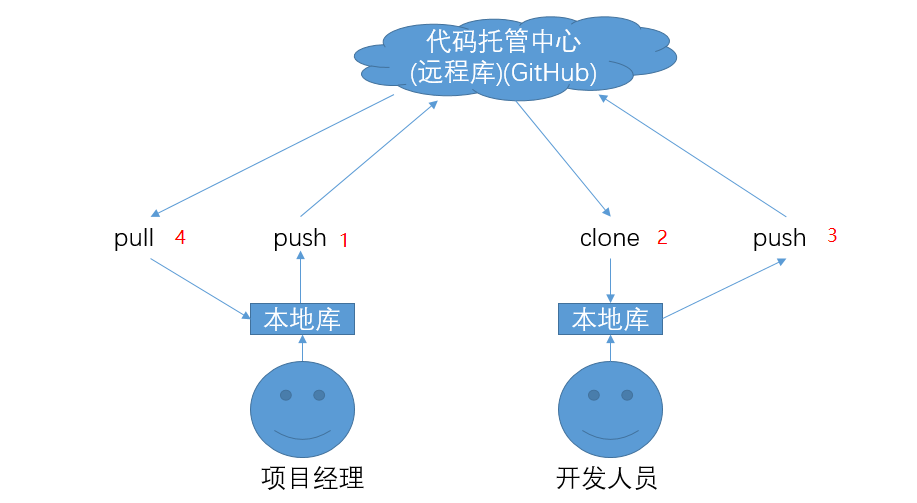 代码托管中心
(远程库)(GitHub)
pull 4
push 1
clone 2
push 3
本地库
本地库
项目经理
开发人员